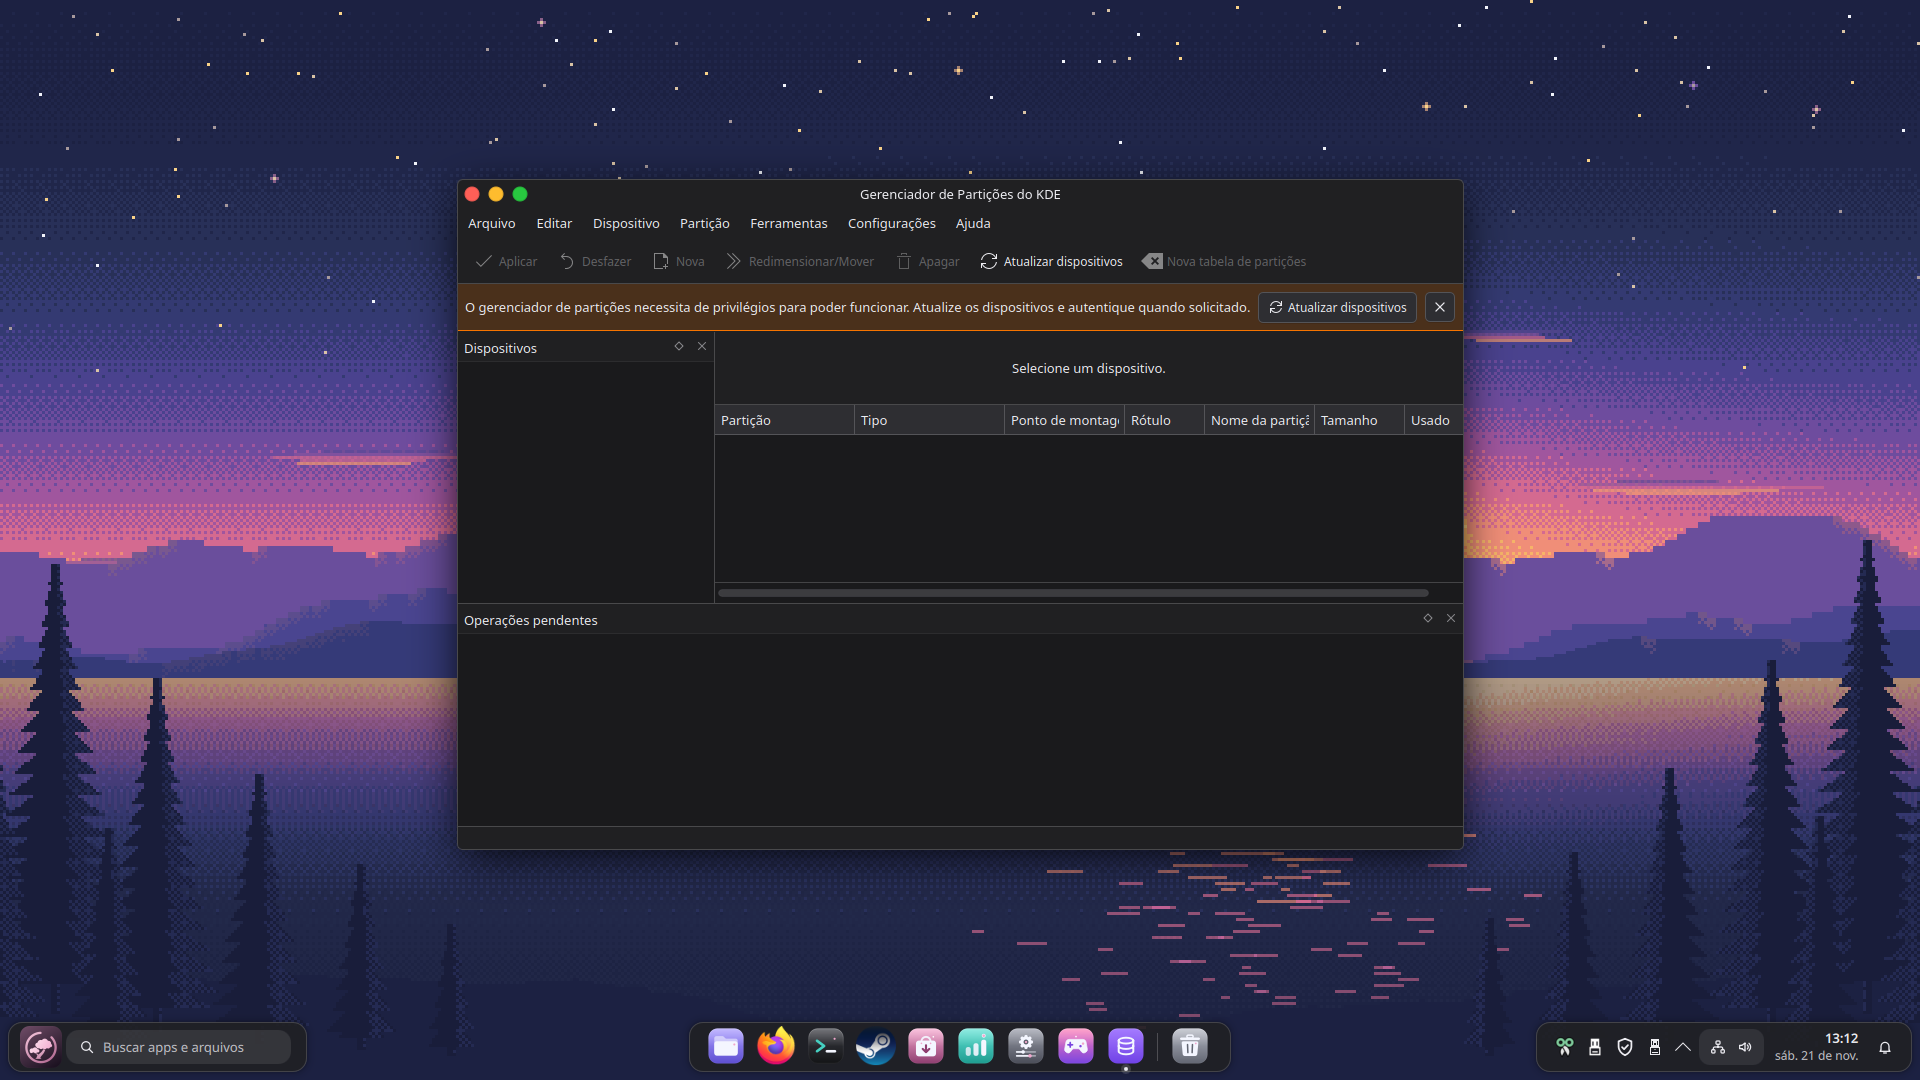 Gerenciador de Partições do KDE
Arquivo Editar Dispositivo Partição Ferramentas Configurações Ajuda
Aplicar Desfazer Nova Redimensionar/Mover Apagar Atualizar dispositivos Nova tabela de partições
O gerenciador de partições necessita de privilégios para poder funcionar. Atualize os dispositivos e autentique quando solicitado. Atualizar dispositivos
Dispositivos
Selecione um dispositivo.
Partição Tipo Ponto de montag Rótulo Nome da partiç Tamanho Usado
Operações pendentes
Buscar apps e arquivos
13:12
sáb. 21 de nov.